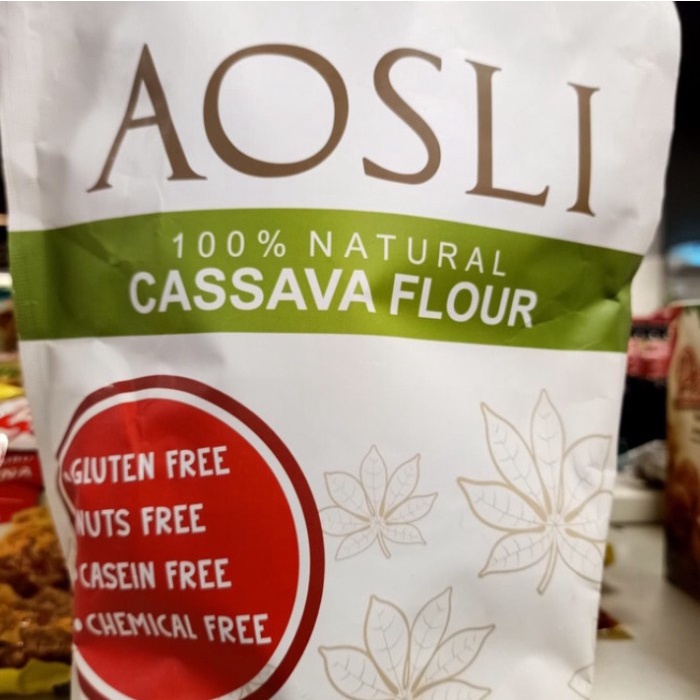 AOSLI
100% NATURAL
CASSAVA FLOUR
GLUTEN FREE
NUTS FREE
CASEIN FREE
• CHEMICAL FREE